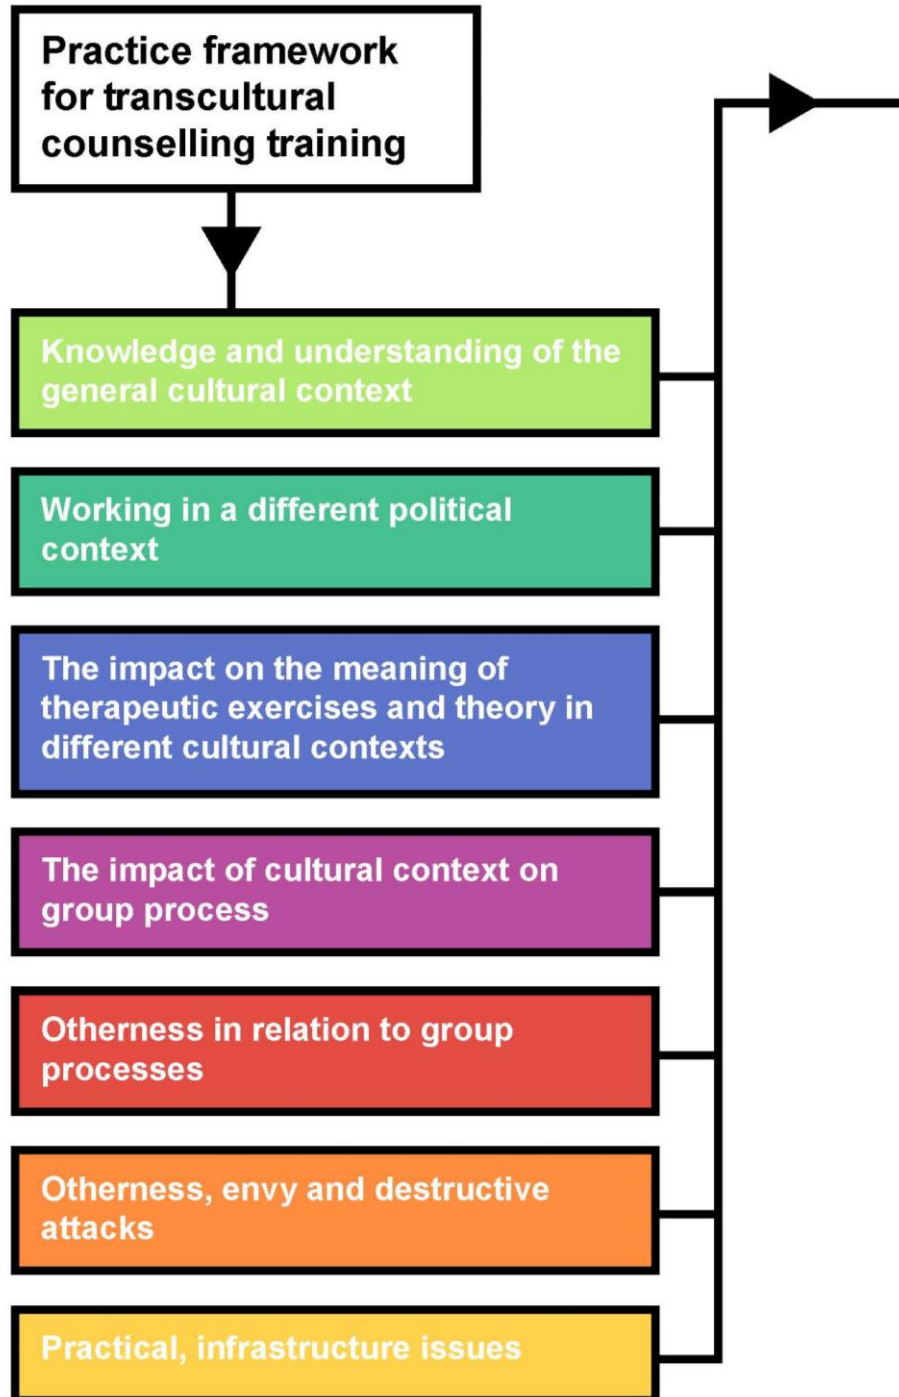 Practice framework
for transcultural
counselling training
Knowledge and understanding of the
general cultural context
Working in a different political
context
The impact on the meaning of
therapeutic exercises and theory in
different cultural contexts
The impact of cultural context on
group process
Otherness in relation to group
processes
Otherness, envy and destructive
attacks
Practical, infrastructure issues